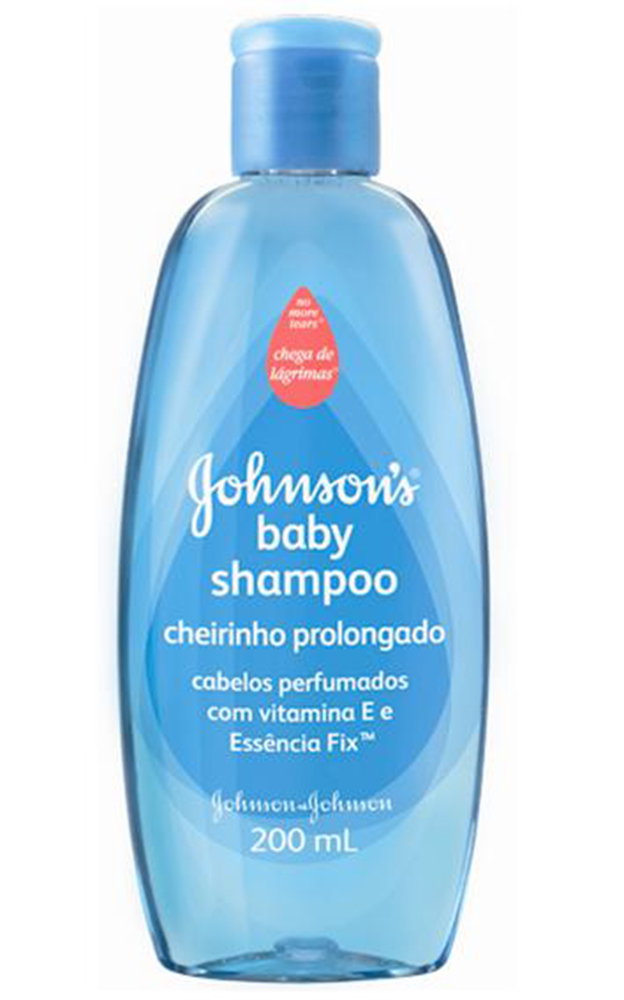 no
more
tears®
chega de
lágrimas®
Johnson's®
baby
shampoo
cheirinho prolongado
cabelos perfumados
com vitamina E e
Essência Fix™
Johnson & Johnson
200 mL